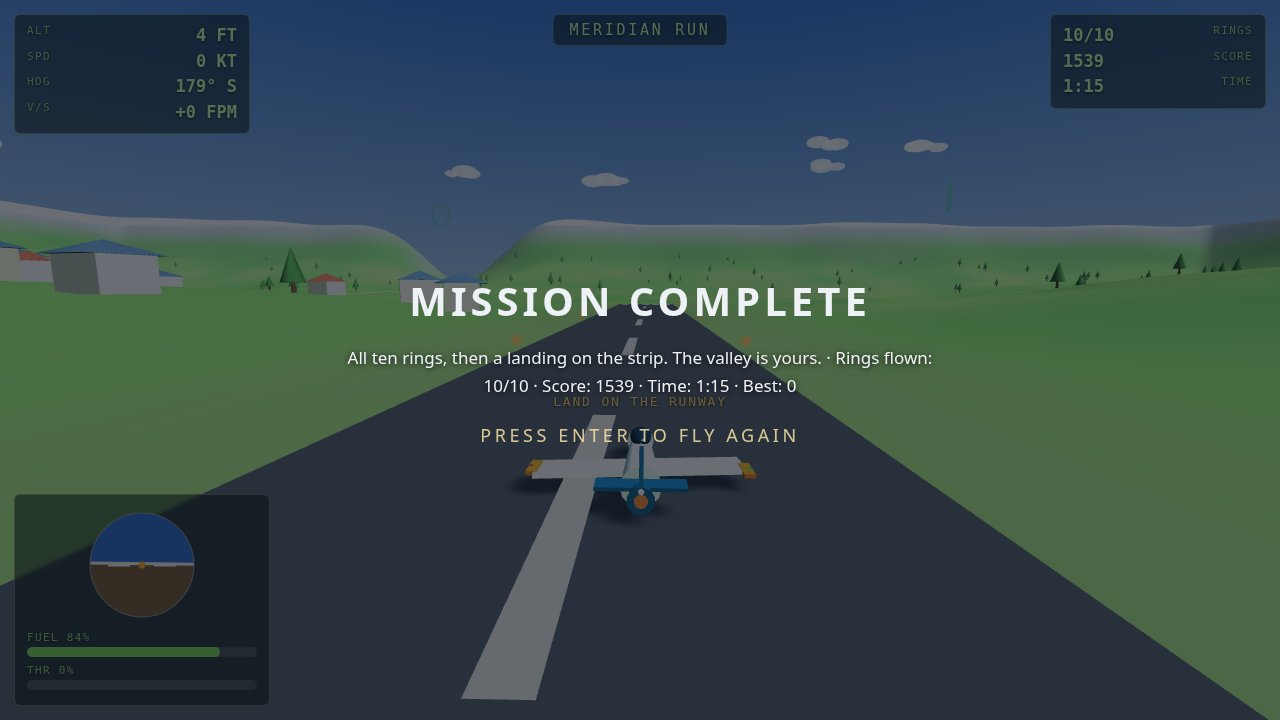 ALT 4 FT
SPD 0 KT
HDG 179° S
V/S +0 FPM
MERIDIAN RUN
10/10 RINGS
1539 SCORE
1:15 TIME
MISSION COMPLETE
All ten rings, then a landing on the strip. The valley is yours. · Rings flown:
10/10 · Score: 1539 · Time: 1:15 · Best: 0
LAND ON THE RUNWAY
PRESS ENTER TO FLY AGAIN
FUEL 84%
THR 0%